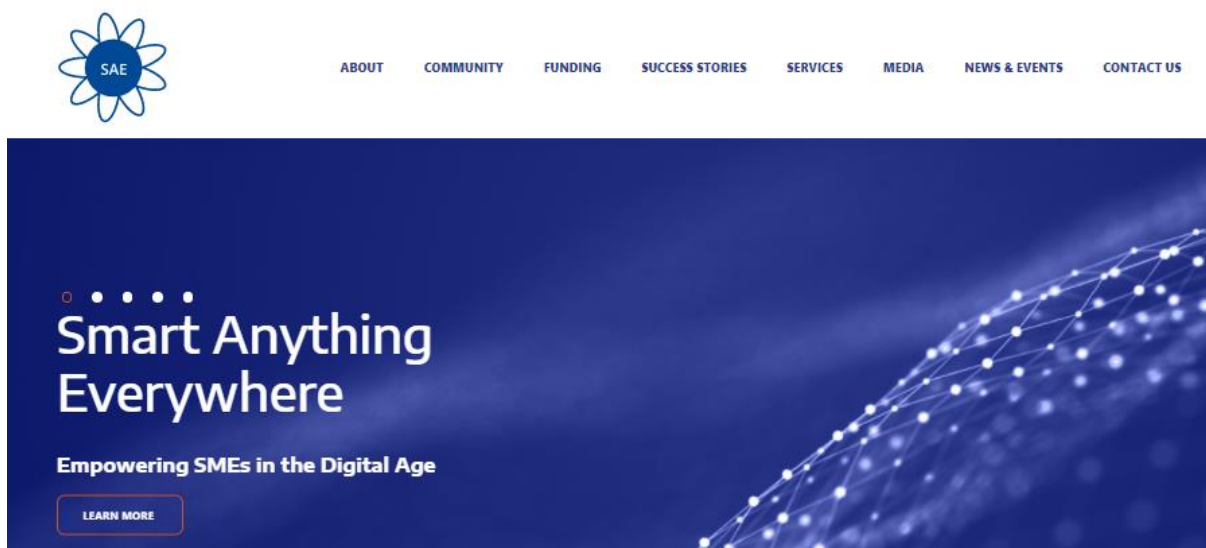 SAE
ABOUT COMMUNITY FUNDING SUCCESS STORIES SERVICES MEDIA NEWS & EVENTS CONTACT US
Smart Anything
Everywhere
Empowering SMEs in the Digital Age
LEARN MORE